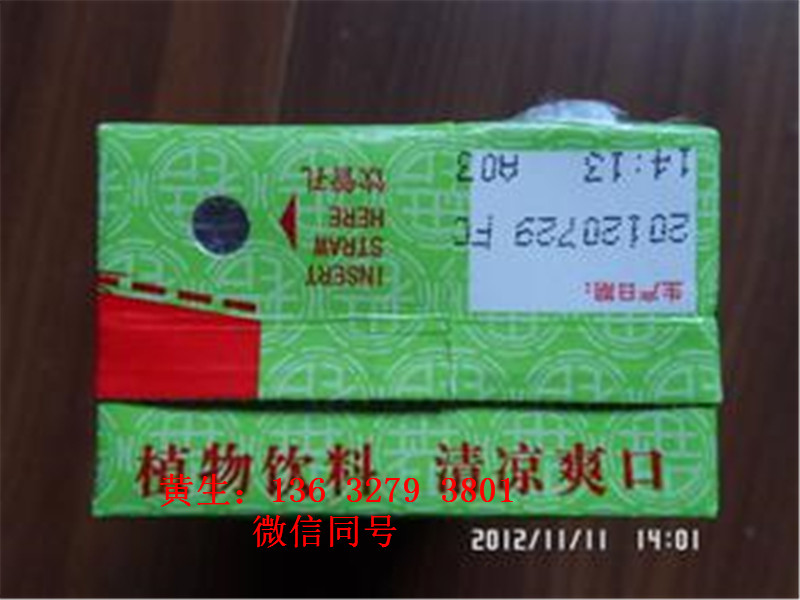 14:13 A03
20120729 FC
生产日期：
饮管孔
INSERT
STRAW
HERE
植物饮料 清凉爽口
黄生：136 3279 3801
微信同号
2012/11/11 14:01